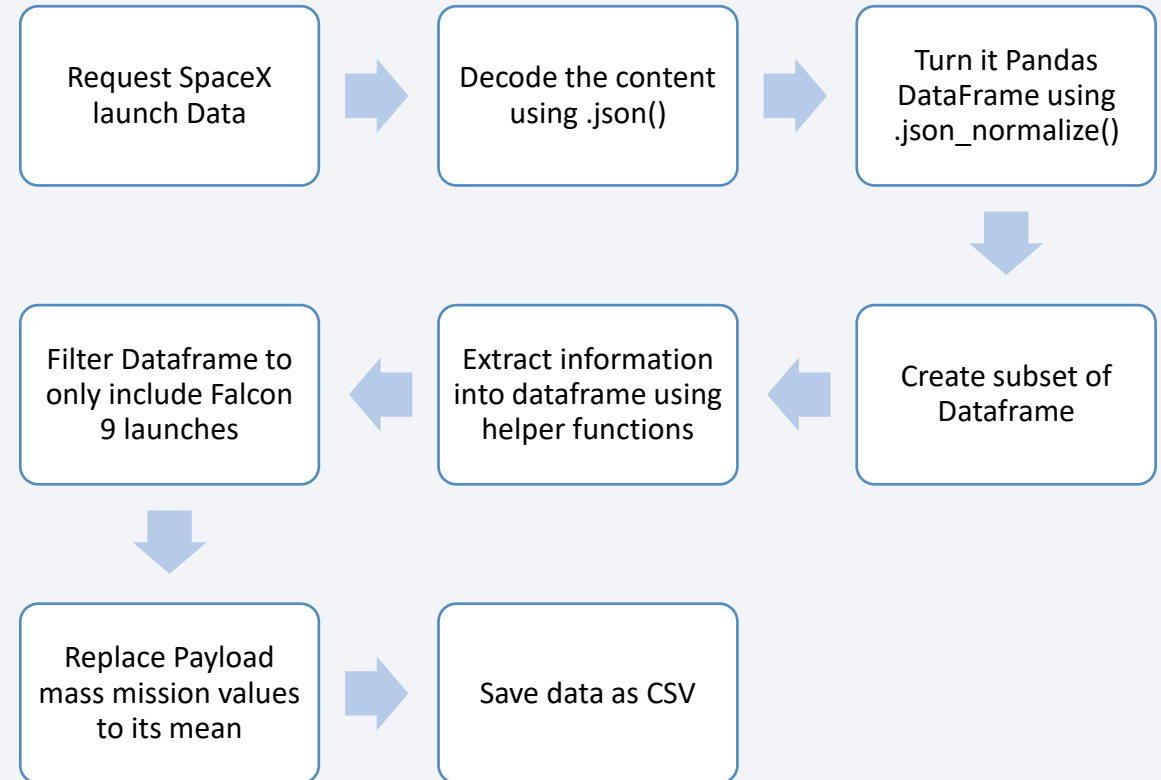 Request SpaceX
launch Data
Decode the content
using .json()
Turn it Pandas
DataFrame using
.json_normalize()
Create subset of
Dataframe
Extract information
into dataframe using
helper functions
Filter Dataframe to
only include Falcon
9 launches
Replace Payload
mass mission values
to its mean
Save data as CSV